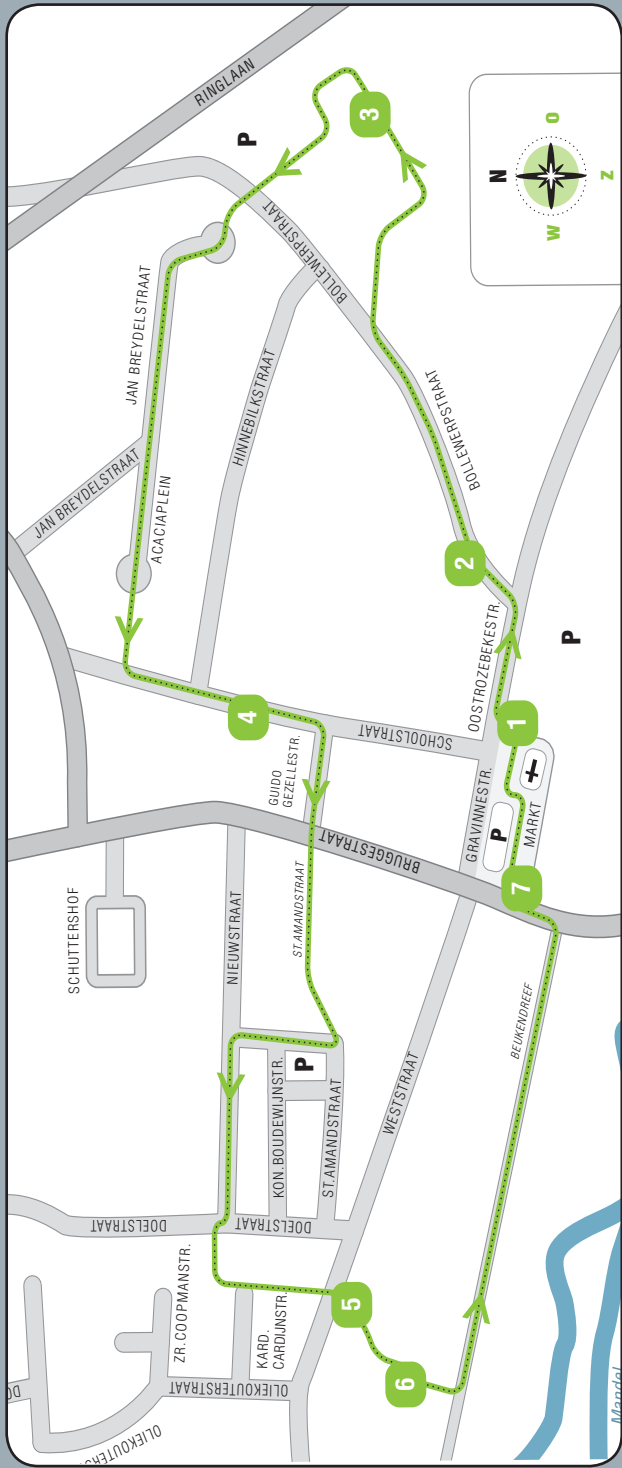 RINGLAAN
P
3
N
O
W
Z
BOLLEWERPSTRAAT
JAN BREYDELSTRAAT
HINNEBILKSTRAAT
BOLLEWERPSTRAAT
JAN BREYDELSTRAAT
ACACIAPLEIN
2
OOSTROZEBEKESTR.
P
1
4
SCHOOLSTRAAT
GUIDO
GEZELLESTR.
GRAVINNESTR.
P
MARKT
7
BRUGGESTRAAT
SCHUTTERSHOF
NIEUWSTRAAT
ST.AMANDSTRAAT
BEUKENDREEF
P
KON.BOUDEWIJNSTR.
ST.AMANDSTRAAT
WESTSTRAAT
DOELSTRAAT
DOELSTRAAT
ZR.COOPMANSTR.
KARD.
CARDIJNSTR.
5
6
OLIEKOUTERSTRAAT
OLIEKOUTERS
DO
Mandel